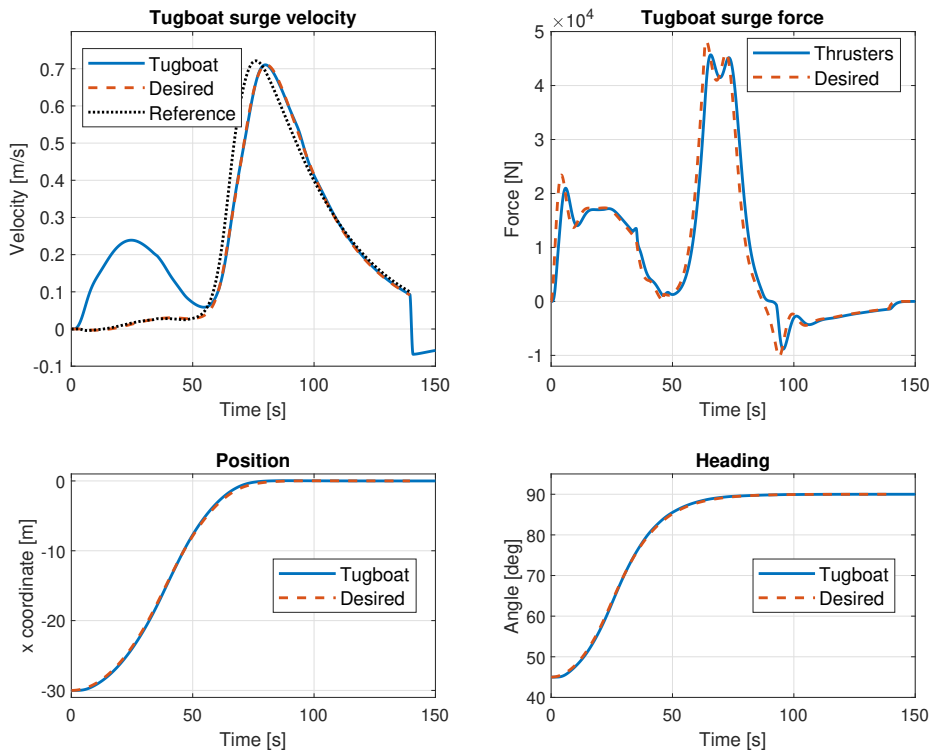 Tugboat surge velocity
Velocity [m/s]
0.7
0.6
0.5
0.4
0.3
0.2
0.1
0
-0.1
0 50 100 150
Time [s]
Tugboat
Desired
Reference
Tugboat surge force
×10⁴
Force [N]
5
4
3
2
1
0
-1
0 50 100 150
Time [s]
Thrusters
Desired
Position
x coordinate [m]
0
-10
-20
-30
0 50 100 150
Time [s]
Tugboat
Desired
Heading
Angle [deg]
90
80
70
60
50
40
0 50 100 150
Time [s]
Tugboat
Desired